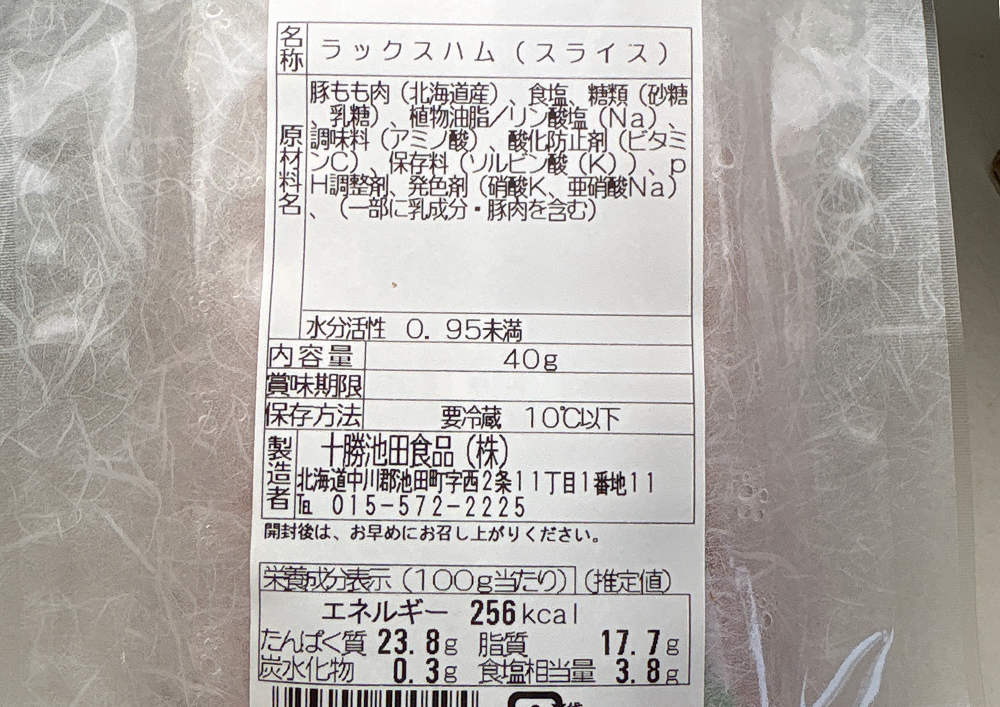 名称 ラックスハム（スライス）
原材料名 豚もも肉（北海道産）、食塩、糖類（砂糖
、乳糖）、植物油脂／リン酸塩（Na）、
調味料（アミノ酸）、酸化防止剤（ビタミ
ンC）、保存料（ソルビン酸（K））、p
H調整剤、発色剤（硝酸K、亜硝酸Na）
、（一部に乳成分・豚肉を含む）
水分活性 0．95未満
内容量 40g
賞味期限
保存方法 要冷蔵 10℃以下
製造者 十勝池田食品（株）
北海道中川郡池田町字西2条11丁目1番地11
℡ 015-572-2225
開封後は、お早めにお召し上がりください。
栄養成分表示（100g当たり）（推定値）
エネルギー 256kcal
たんぱく質 23.8g 脂質 17.7g
炭水化物 0.3g 食塩相当量 3.8g